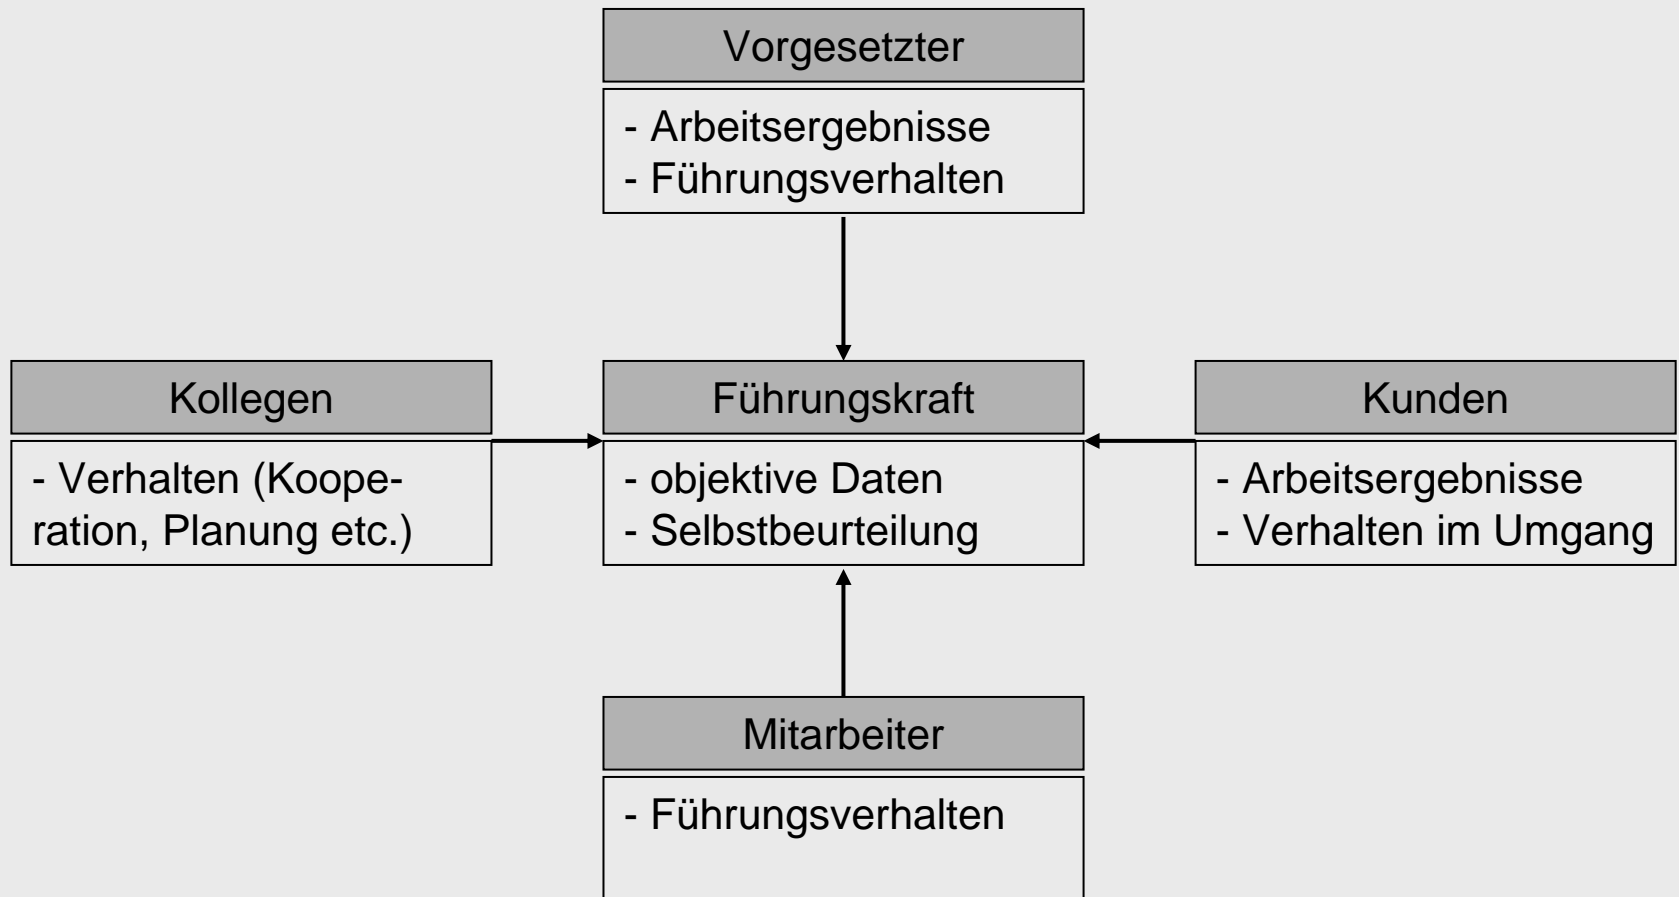 Vorgesetzter
- Arbeitsergebnisse
- Führungsverhalten
Kollegen
- Verhalten (Koope-
ration, Planung etc.)
Führungskraft
- objektive Daten
- Selbstbeurteilung
Kunden
- Arbeitsergebnisse
- Verhalten im Umgang
Mitarbeiter
- Führungsverhalten